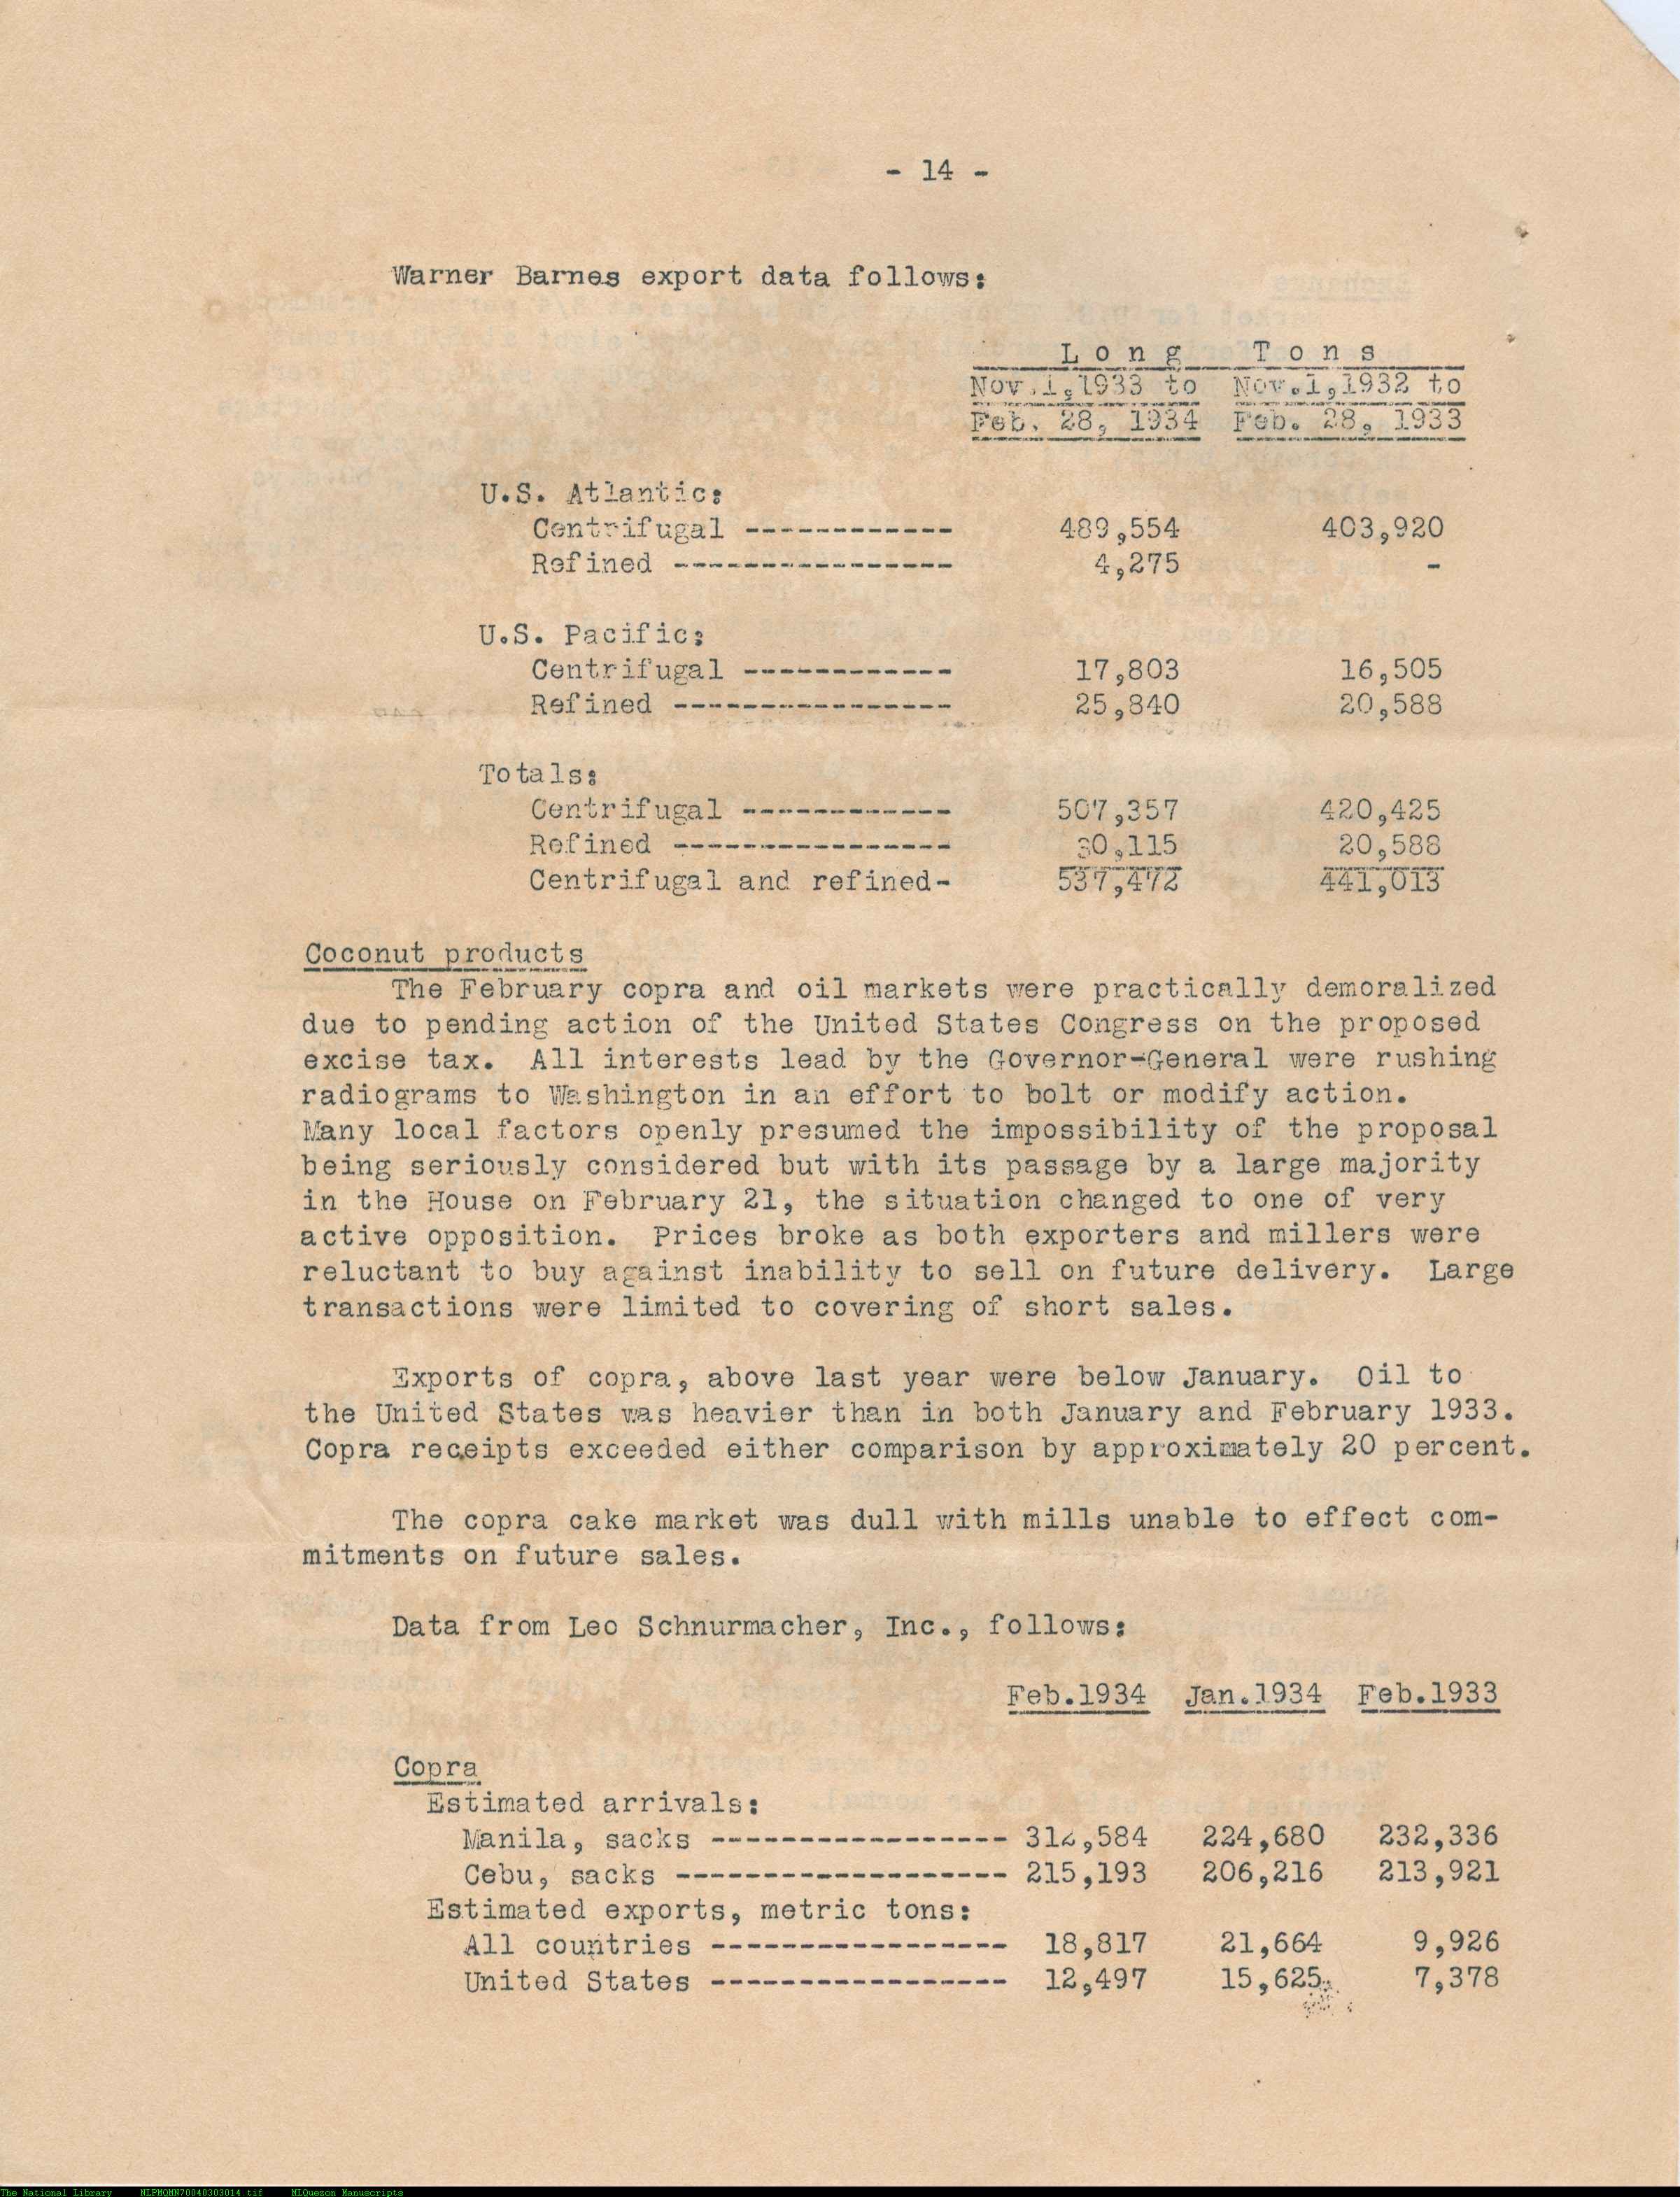 - 14 -
Warner Barnes export data follows:
Long Tons
Nov.1,1933 to Nov.1,1932 to
Feb. 28, 1934 Feb. 28, 1933
U.S. Atlantic:
Centrifugal ------------ 489,554 403,920
Refined ---------------- 4,275 -
U.S. Pacific:
Centrifugal ------------ 17,803 16,505
Refined ---------------- 25,840 20,588
Totals:
Centrifugal ------------ 507,357 420,425
Refined ---------------- 30,115 20,588
Centrifugal and refined- 537,472 441,013
Coconut products
The February copra and oil markets were practically demoralized
due to pending action of the United States Congress on the proposed
excise tax. All interests lead by the Governor-General were rushing
radiograms to Washington in an effort to bolt or modify action.
Many local factors openly presumed the impossibility of the proposal
being seriously considered but with its passage by a large majority
in the House on February 21, the situation changed to one of very
active opposition. Prices broke as both exporters and millers were
reluctant to buy against inability to sell on future delivery. Large
transactions were limited to covering of short sales.
Exports of copra, above last year were below January. Oil to
the United States was heavier than in both January and February 1933.
Copra receipts exceeded either comparison by approximately 20 percent.
The copra cake market was dull with mills unable to effect com-
mitments on future sales.
Data from Leo Schnurmacher, Inc., follows:
Feb.1934 Jan.1934 Feb.1933
Copra
Estimated arrivals:
Manila, sacks ----------------- 312,584 224,680 232,336
Cebu, sacks ------------------- 215,193 206,216 213,921
Estimated exports, metric tons:
All countries ----------------- 18,817 21,664 9,926
United States ----------------- 12,497 15,625 7,378
The National Library NLPMQMN70040303014.tif MLQuezon Manuscripts